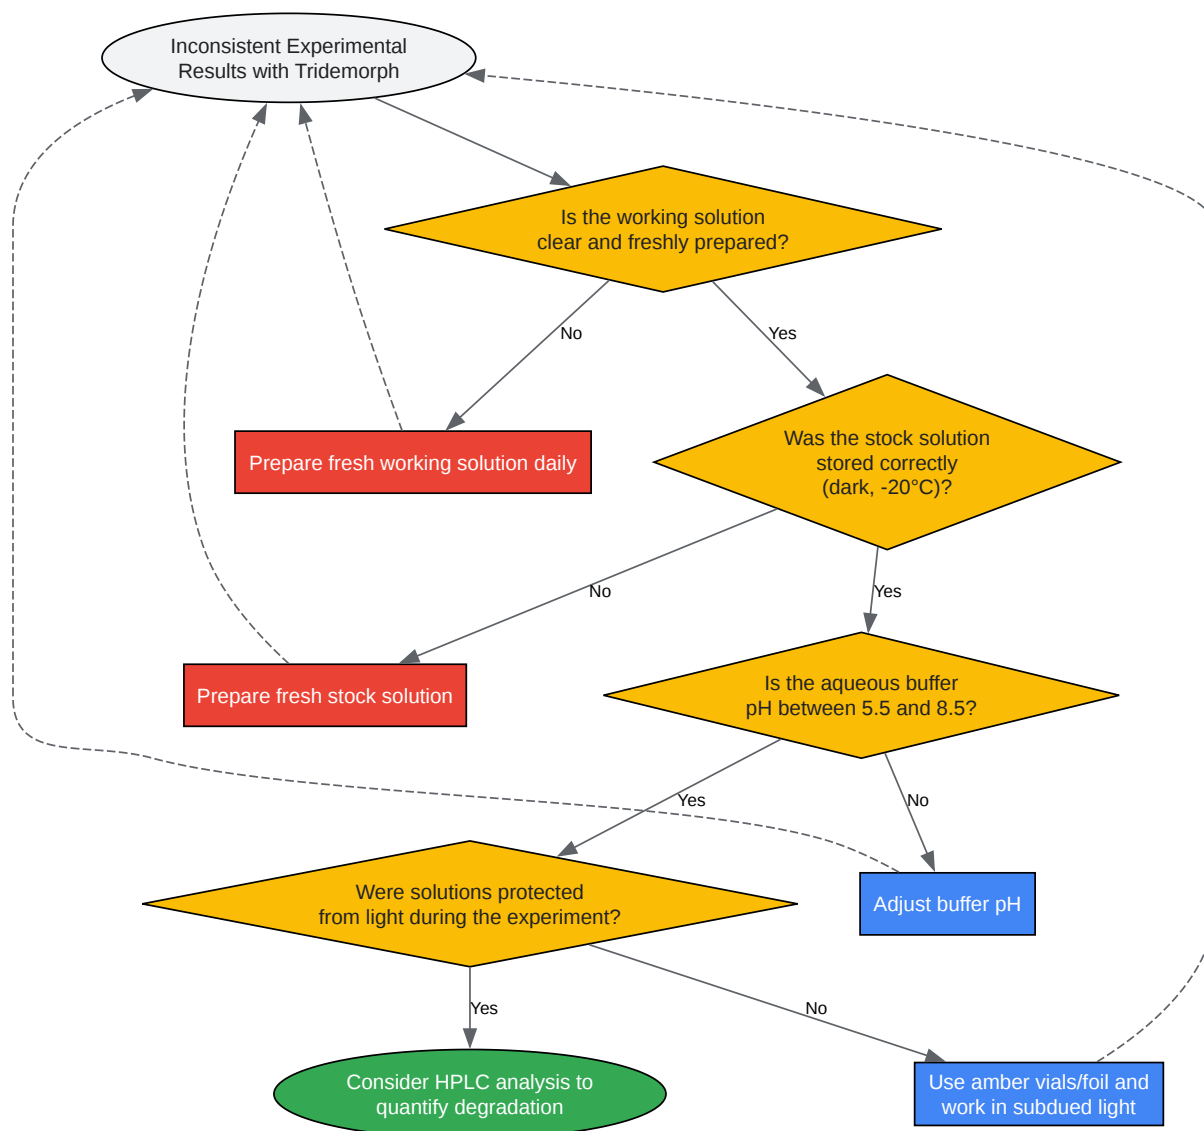 Inconsistent Experimental
Results with Tridemorph
Is the working solution
clear and freshly prepared?
No
Yes
Prepare fresh working solution daily
Was the stock solution
stored correctly
(dark, -20°C)?
No
Yes
Prepare fresh stock solution
Is the aqueous buffer
pH between 5.5 and 8.5?
Yes
No
Were solutions protected
from light during the experiment?
Adjust buffer pH
Yes
No
Consider HPLC analysis to
quantify degradation
Use amber vials/foil and
work in subdued light